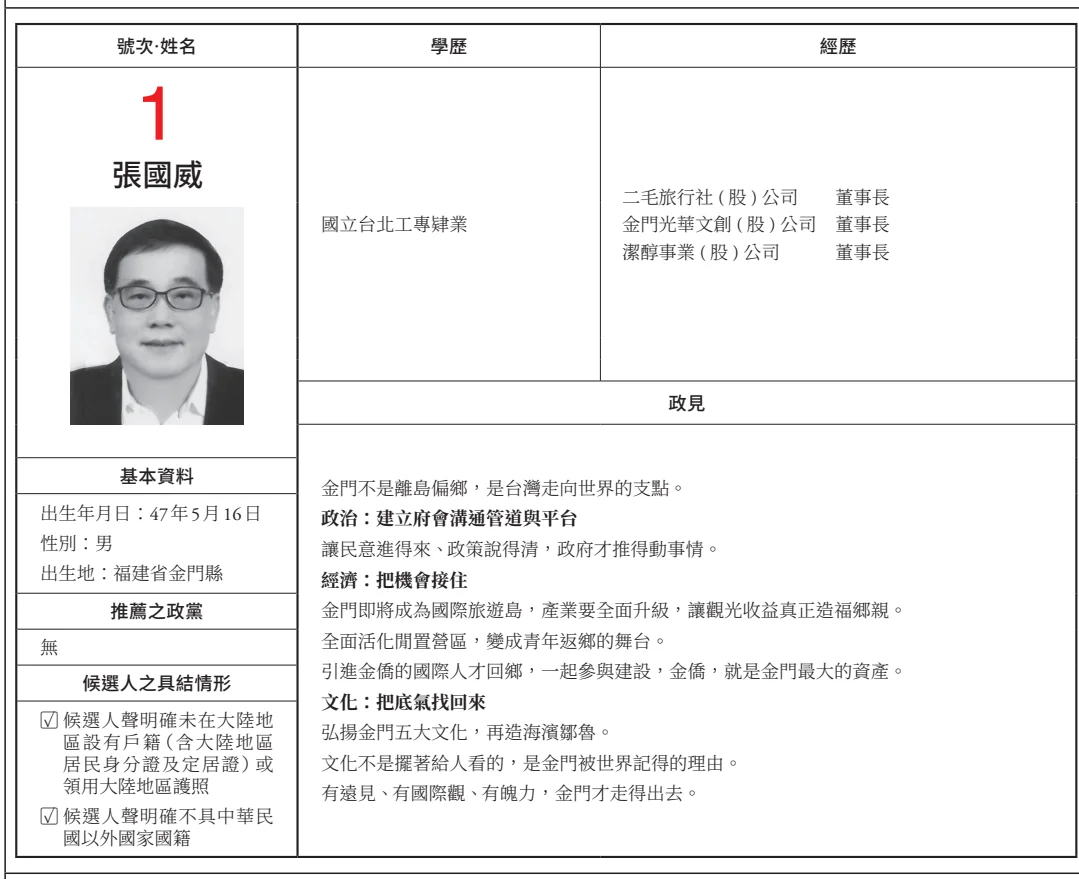 號次·姓名
學歷
經歷
1
張國威
國立台北工專肄業
二毛旅行社(股)公司 董事長
金門光華文創(股)公司 董事長
潔醇事業(股)公司 董事長
政見
基本資料
出生年月日：47年5月16日
性別：男
出生地：福建省金門縣
推薦之政黨
無
候選人之具結情形
☑候選人聲明確未在大陸地
區設有戶籍(含大陸地區
居民身分證及定居證)或
領用大陸地區護照
☑候選人聲明確不具中華民
國以外國家國籍
金門不是離島偏鄉，是台灣走向世界的支點。
政治：建立府會溝通管道與平台
讓民意進得來、政策說得清，政府才推得動事情。
經濟：把機會接住
金門即將成為國際旅遊島，產業要全面升級，讓觀光收益真正造福鄉親。
全面活化閒置營區，變成青年返鄉的舞台。
引進金僑的國際人才回鄉，一起參與建設，金僑，就是金門最大的資產。
文化：把底氣找回來
弘揚金門五大文化，再造海濱鄒魯。
文化不是擺著給人看的，是金門被世界記得的理由。
有遠見、有國際觀、有魄力，金門才走得出去。